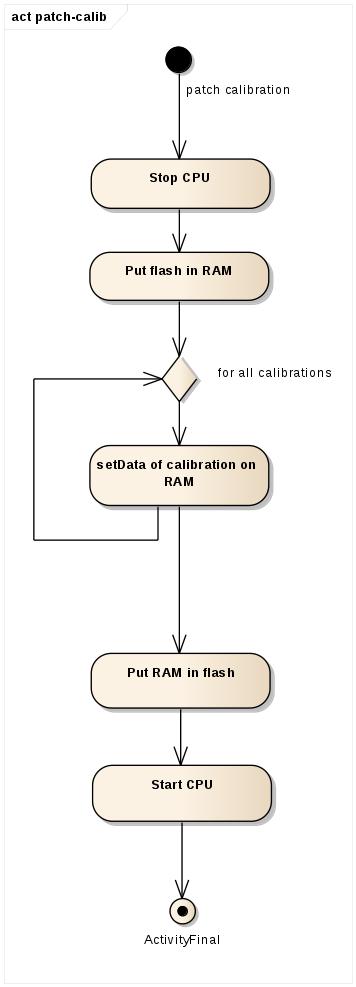 act patch-calib
patch calibration
Stop CPU
Put flash in RAM
for all calibrations
setData of calibration on
RAM
Put RAM in flash
Start CPU
ActivityFinal